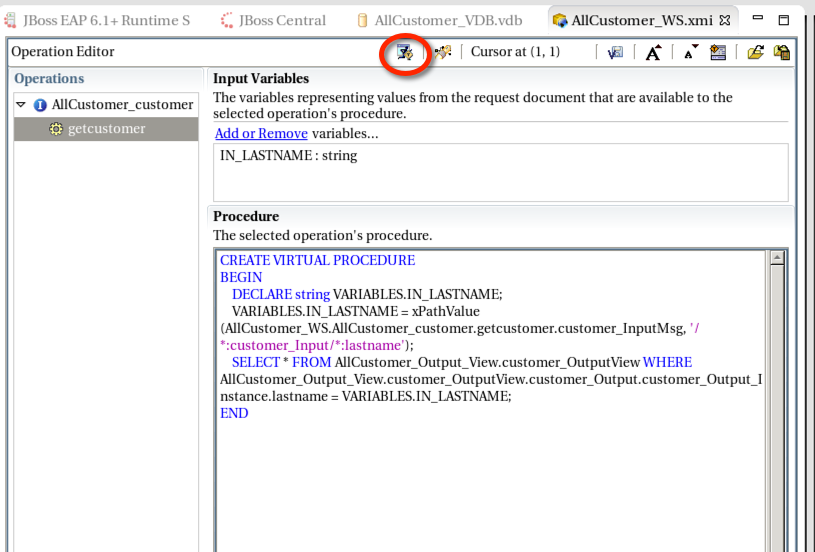 JBoss EAP 6.1+ Runtime S
JBoss Central
AllCustomer_VDB.vdb
AllCustomer_WS.xmi
Operation Editor
Cursor at (1, 1)
Operations
AllCustomer_customer
getcustomer
Input Variables
The variables representing values from the request document that are available to the
selected operation's procedure.
Add or Remove variables...
IN_LASTNAME : string
Procedure
The selected operation's procedure.
CREATE VIRTUAL PROCEDURE
BEGIN
DECLARE string VARIABLES.IN_LASTNAME;
VARIABLES.IN_LASTNAME = xPathValue
(AllCustomer_WS.AllCustomer_customer.getcustomer.customer_InputMsg, '/
*:customer_Input/*:lastname');
SELECT * FROM AllCustomer_Output_View.customer_OutputView WHERE
AllCustomer_Output_View.customer_OutputView.customer_Output.customer_Output_I
nstance.lastname = VARIABLES.IN_LASTNAME;
END